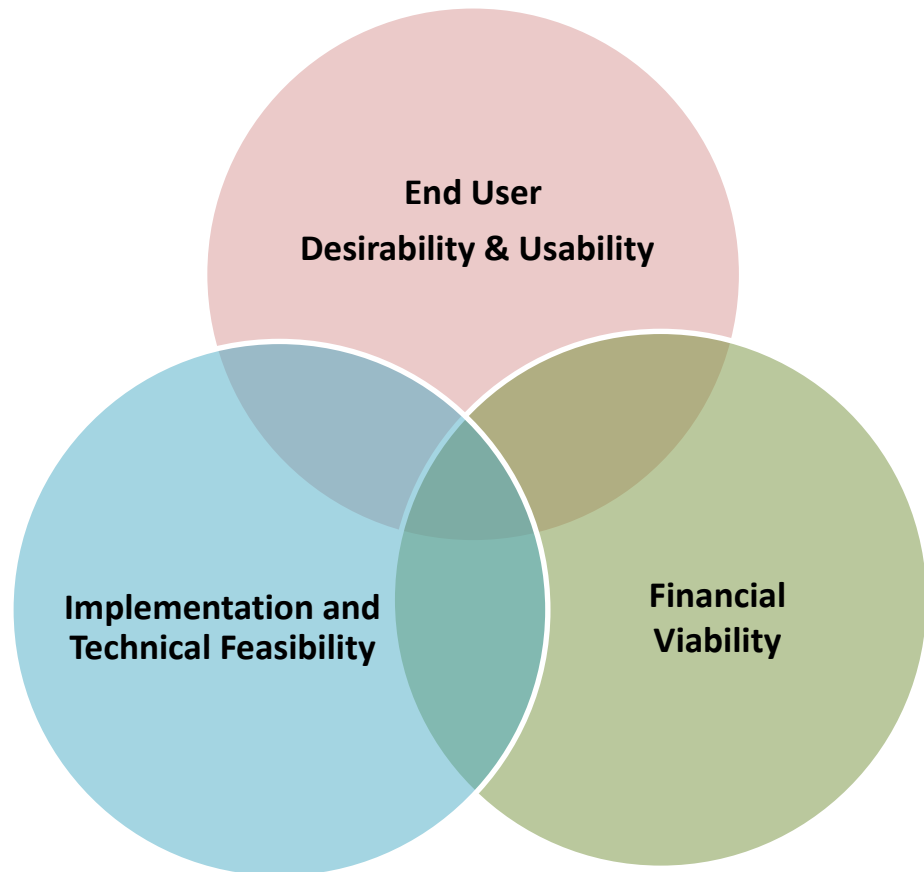 End User
Desirability & Usability
Implementation and
Technical Feasibility
Financial
Viability